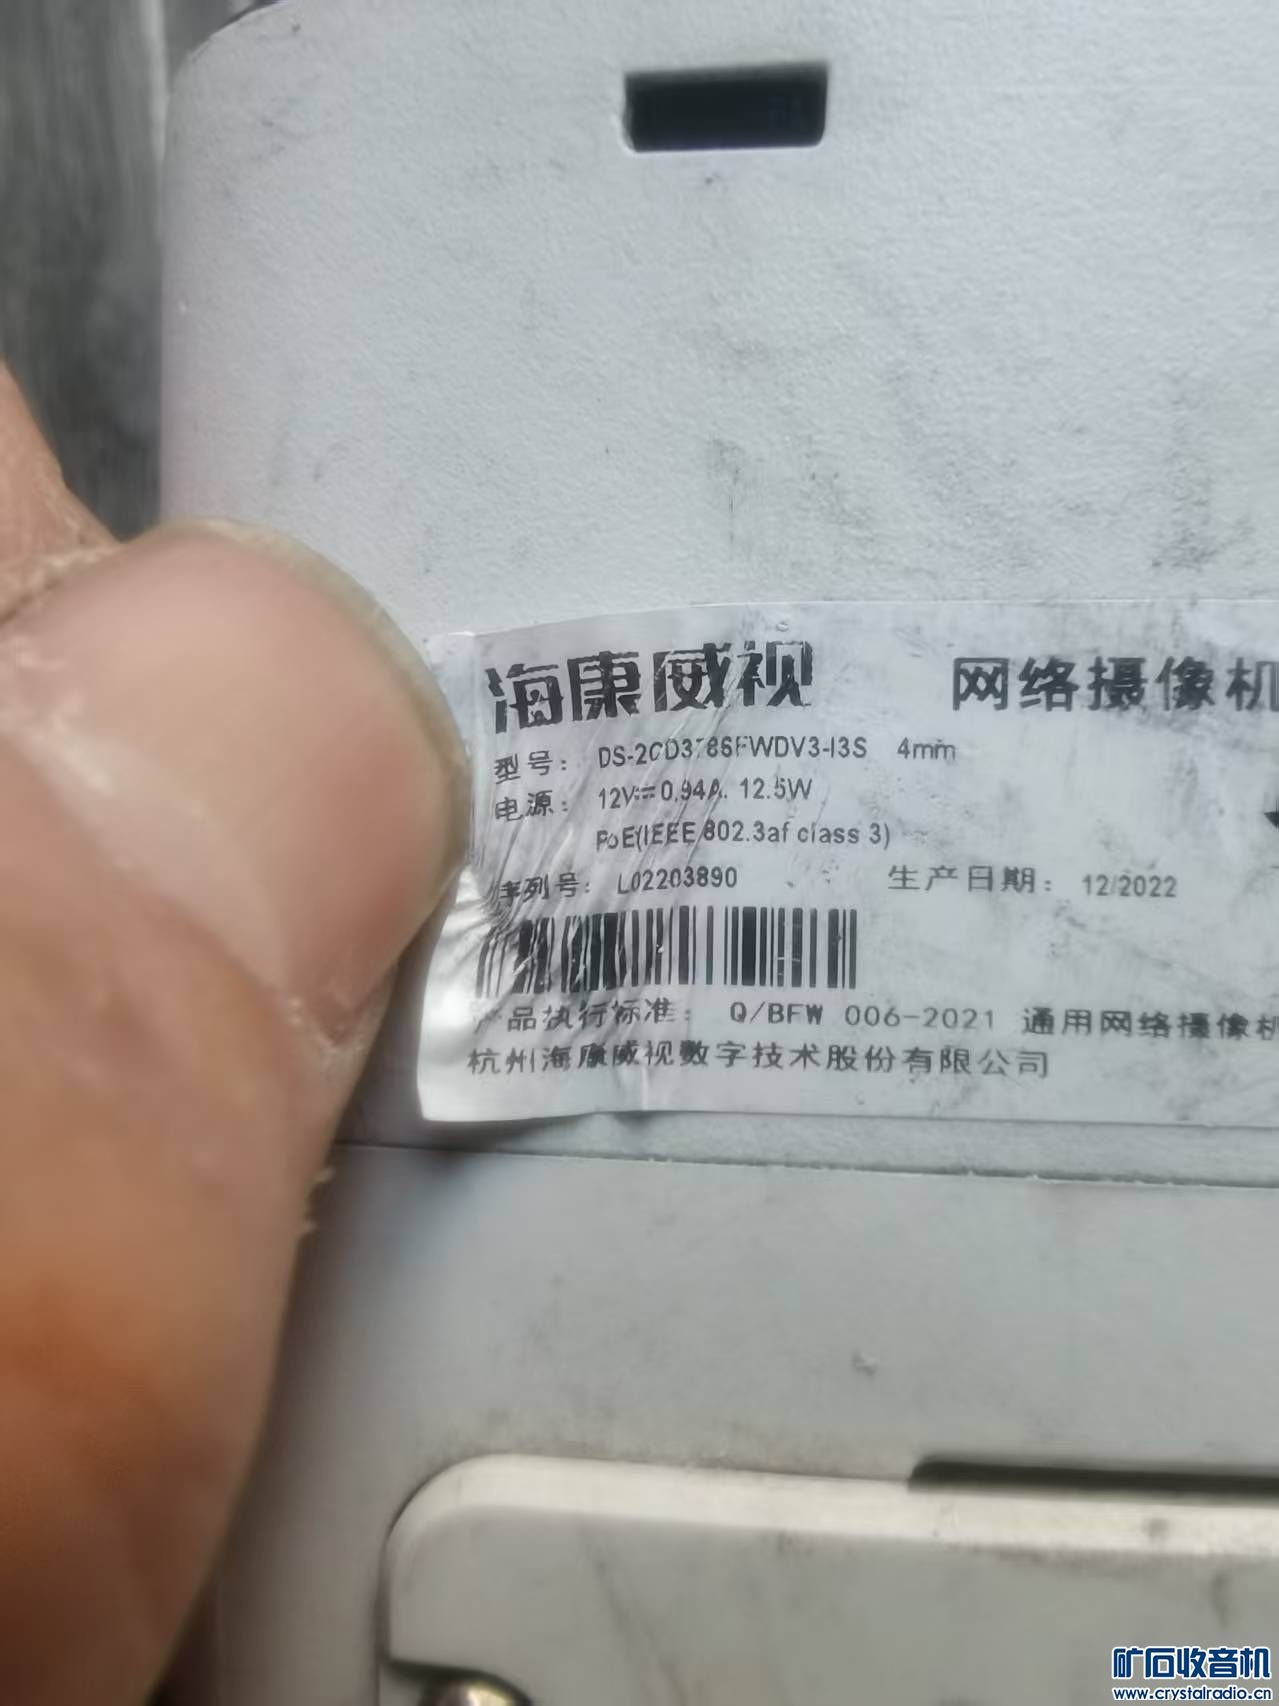 海康威视 网络摄像机
型号: 4mm
电源: 12V 0.94A. 12.5W
PoE(IEEE 802.3af class 3)
序列号: L02203890 生产日期: 12/2022
产品执行标准: Q/BFW 006-2021 通用网络摄像机
杭州海康威视数字技术股份有限公司
矿石收音机
www.crystalradio.cn